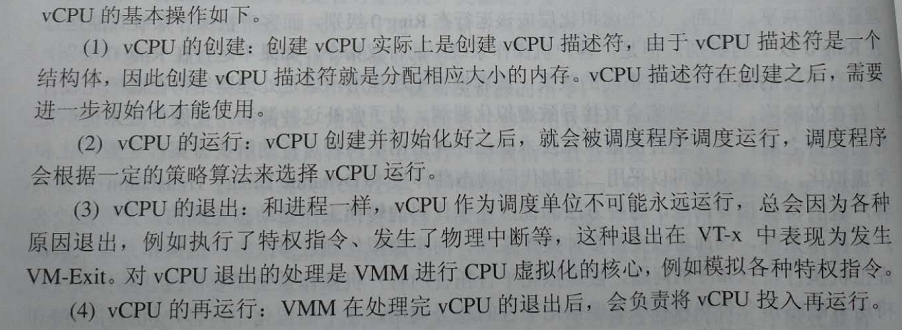 vCPU 的基本操作如下。
(1) vCPU 的创建：创建 vCPU 实际上是创建 vCPU 描述符，由于 vCPU 描述符是一个
结构体，因此创建 vCPU 描述符就是分配相应大小的内存。vCPU 描述符在创建之后，需要
进一步初始化才能使用。
(2) vCPU 的运行：vCPU 创建并初始化好之后，就会被调度程序调度运行，调度程序
会根据一定的策略算法来选择 vCPU 运行。
(3) vCPU 的退出：和进程一样，vCPU 作为调度单位不可能永远运行，总会因为各种
原因退出，例如执行了特权指令、发生了物理中断等，这种退出在 VT-x 中表现为发生
VM-Exit。对 vCPU 退出的处理是 VMM 进行 CPU 虚拟化的核心，例如模拟各种特权指令。
(4) vCPU 的再运行：VMM 在处理完 vCPU 的退出后，会负责将 vCPU 投入再运行。